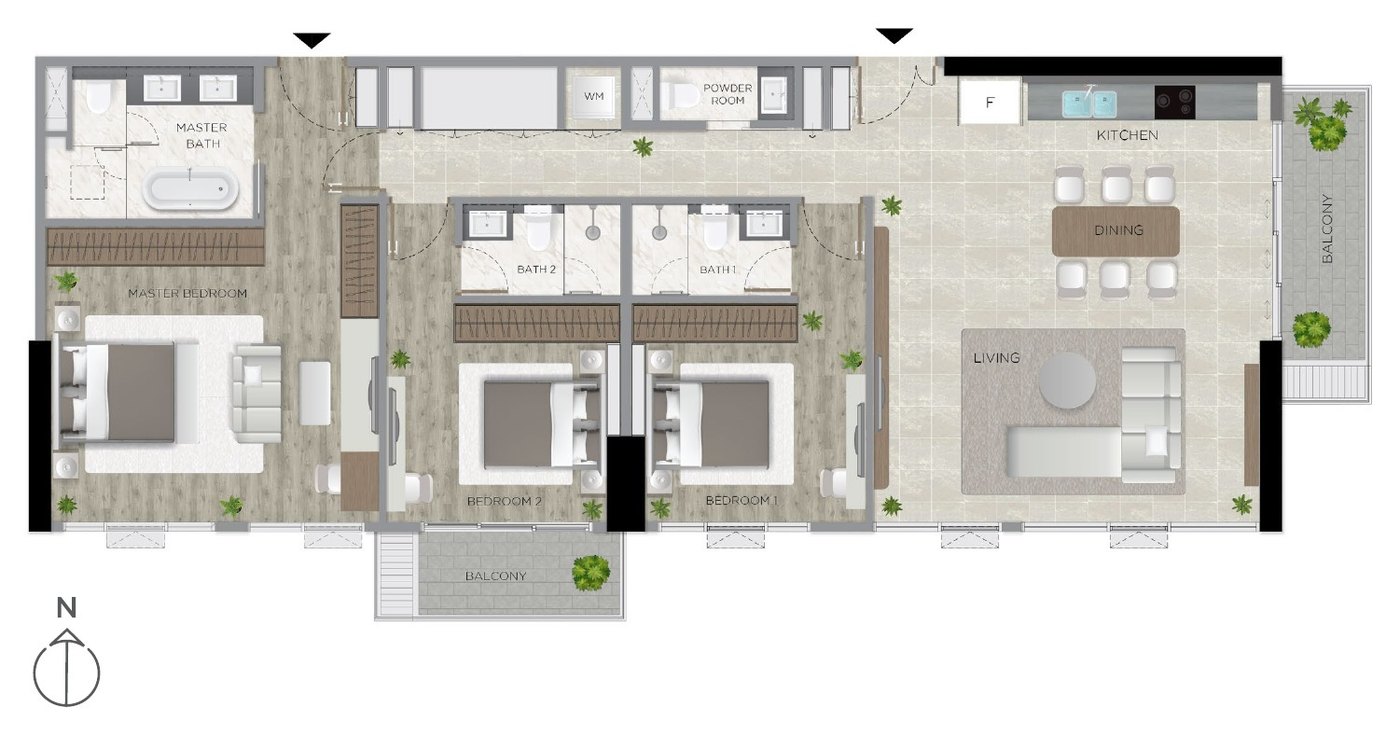 WM
POWDER
ROOM
F
MASTER
BATH
KITCHEN
DINING
BALCONY
BATH 2
BATH 1
MASTER BEDROOM
LIVING
BEDROOM 2
BEDROOM 1
BALCONY
N